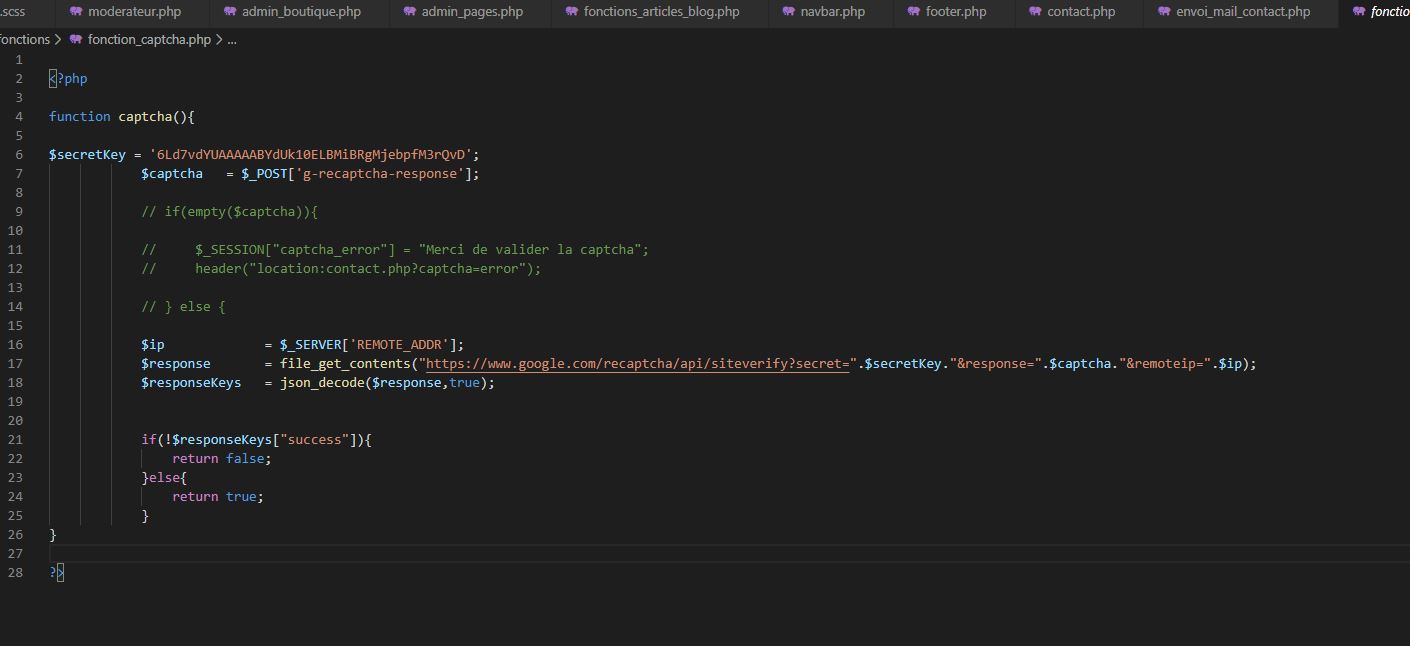 .scss moderateur.php admin_boutique.php admin_pages.php fonctions_articles_blog.php navbar.php footer.php contact.php envoi_mail_contact.php fonctio
fonctions > fonction_captcha.php > ...
1
2 <?php
3
4 function captcha(){
5
6 $secretKey = '6Ld7vdYUAAAAABYdUk10ELBMiBRgMjebpfM3rQvD';
7 $captcha = $_POST['g-recaptcha-response'];
8
9 // if(empty($captcha)){
10
11 // $_SESSION["captcha_error"] = "Merci de valider la captcha";
12 // header("location:contact.php?captcha=error");
13
14 // } else {
15
16 $ip = $_SERVER['REMOTE_ADDR'];
17 $response = file_get_contents("https://www.google.com/recaptcha/api/siteverify?secret=".$secretKey."&response=".$captcha."&remoteip=".$ip);
18 $responseKeys = json_decode($response,true);
19
20
21 if(!$responseKeys["success"]){
22 return false;
23 }else{
24 return true;
25 }
26 }
27
28 ?>